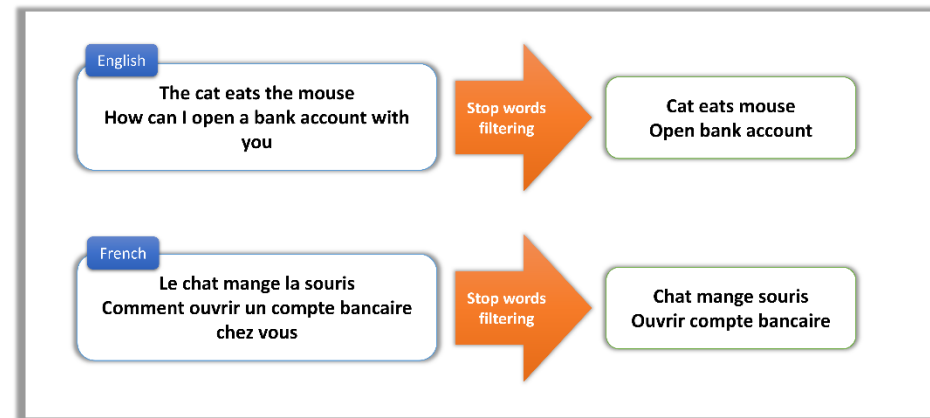 English
The cat eats the mouse
How can I open a bank account with
you
Stop words
filtering
Cat eats mouse
Open bank account
French
Le chat mange la souris
Comment ouvrir un compte bancaire
chez vous
Stop words
filtering
Chat mange souris
Ouvrir compte bancaire